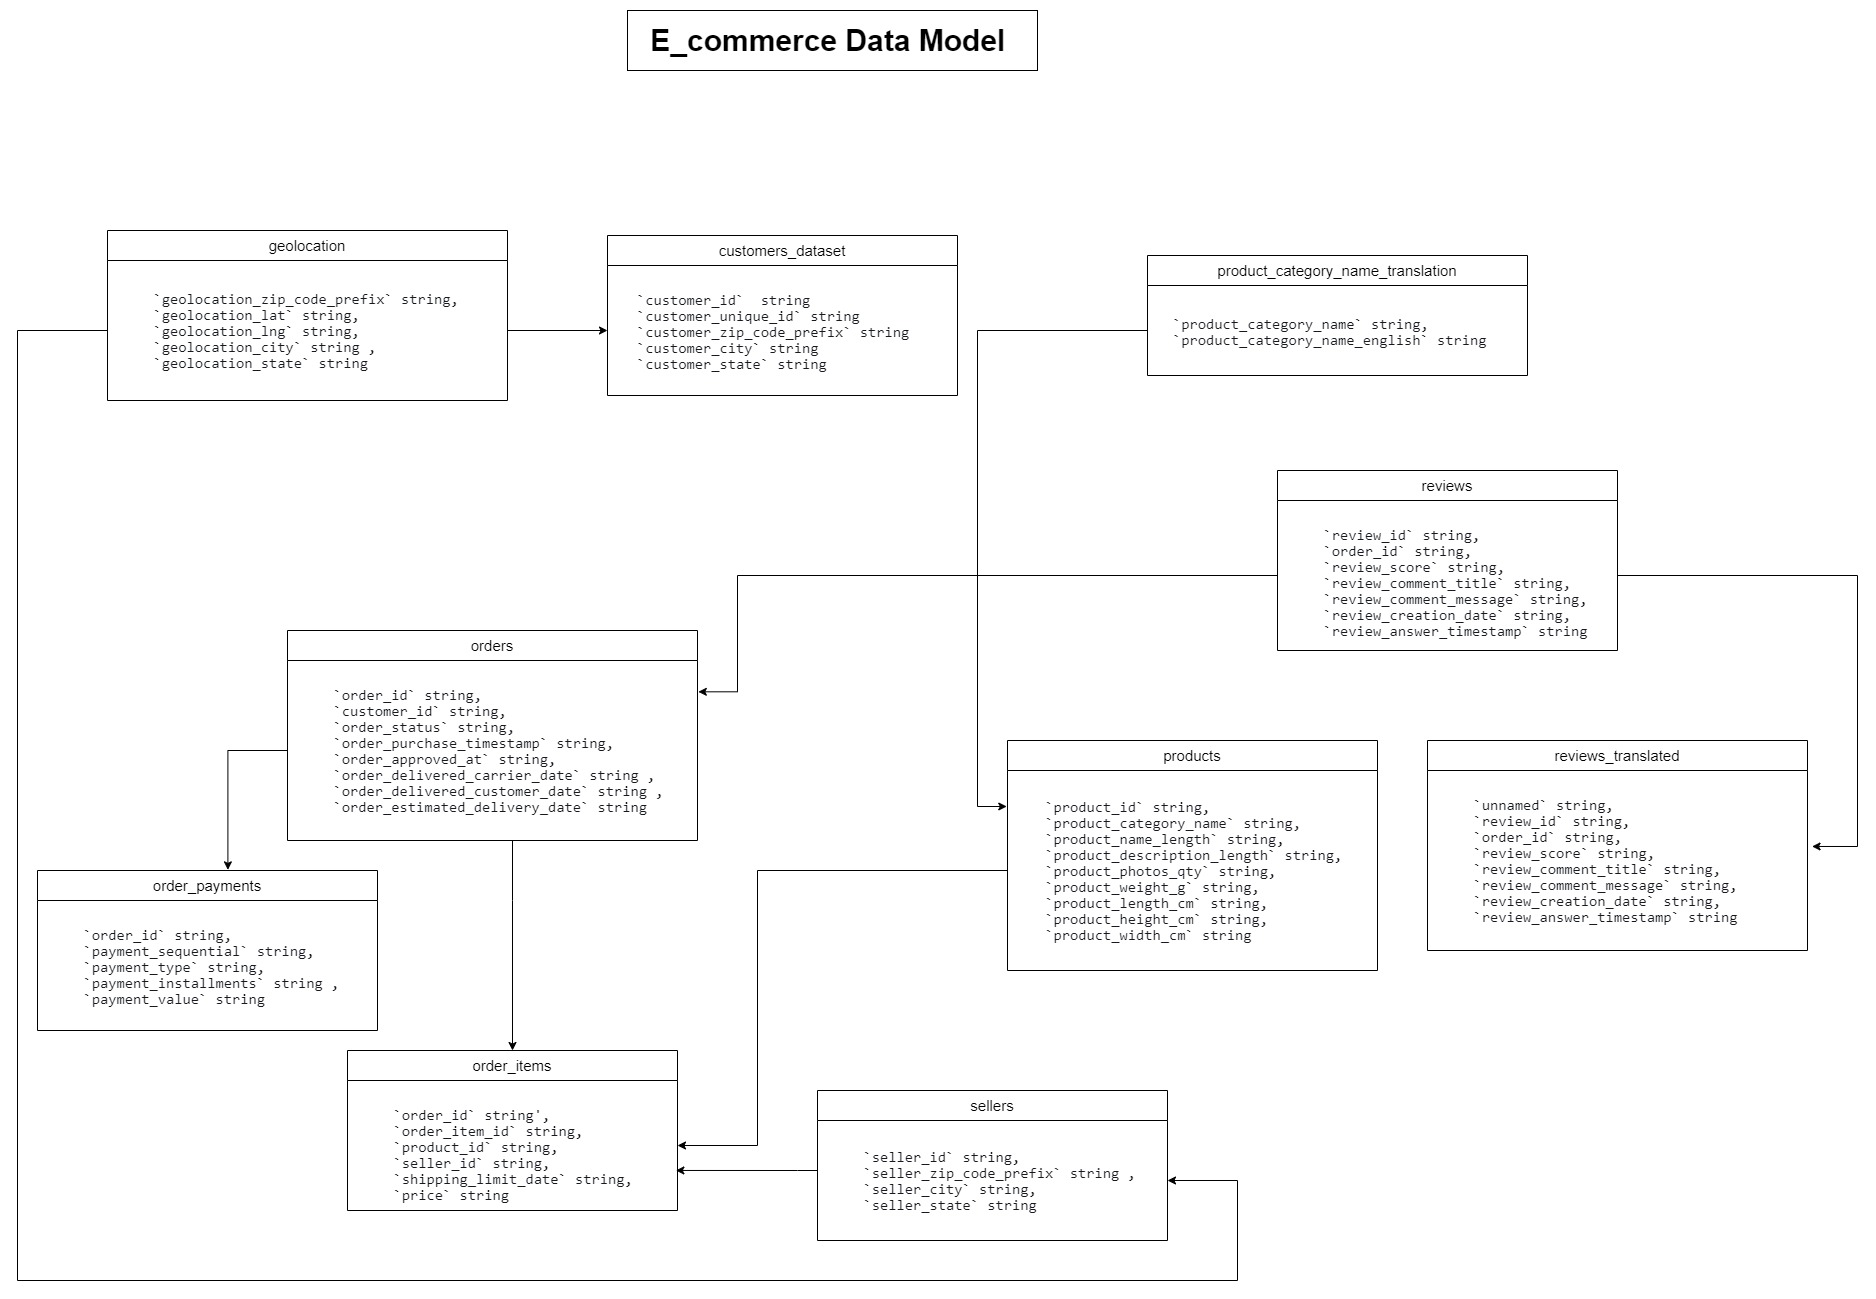 E_commerce Data Model
geolocation
`geolocation_zip_code_prefix` string,
`geolocation_lat` string,
`geolocation_lng` string,
`geolocation_city` string ,
`geolocation_state` string
customers_dataset
`customer_id`  string
`customer_unique_id` string
`customer_zip_code_prefix` string
`customer_city` string
`customer_state` string
product_category_name_translation
`product_category_name` string,
`product_category_name_english` string
reviews
`review_id` string,
`order_id` string,
`review_score` string,
`review_comment_title` string,
`review_comment_message` string,
`review_creation_date` string,
`review_answer_timestamp` string
orders
`order_id` string,
`customer_id` string,
`order_status` string,
`order_purchase_timestamp` string,
`order_approved_at` string,
`order_delivered_carrier_date` string ,
`order_delivered_customer_date` string ,
`order_estimated_delivery_date` string
products
`product_id` string,
`product_category_name` string,
`product_name_length` string,
`product_description_length` string,
`product_photos_qty` string,
`product_weight_g` string,
`product_length_cm` string,
`product_height_cm` string,
`product_width_cm` string
reviews_translated
`unnamed` string,
`review_id` string,
`order_id` string,
`review_score` string,
`review_comment_title` string,
`review_comment_message` string,
`review_creation_date` string,
`review_answer_timestamp` string
order_payments
`order_id` string,
`payment_sequential` string,
`payment_type` string,
`payment_installments` string ,
`payment_value` string
order_items
`order_id` string',
`order_item_id` string,
`product_id` string,
`seller_id` string,
`shipping_limit_date` string,
`price` string
sellers
`seller_id` string,
`seller_zip_code_prefix` string ,
`seller_city` string,
`seller_state` string